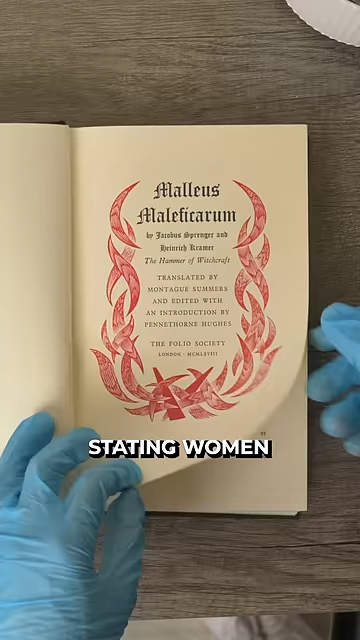 Malleus
Maleficarum
by Jacobus Sprenger and
Heinrich Kramer
The Hammer of Witchcraft
TRANSLATED BY
MONTAGUE SUMMERS
AND EDITED WITH
AN INTRODUCTION BY
PENNETHORNE HUGHES
THE FOLIO SOCIETY
LONDON · MCMLXVIII
STATING WOMEN